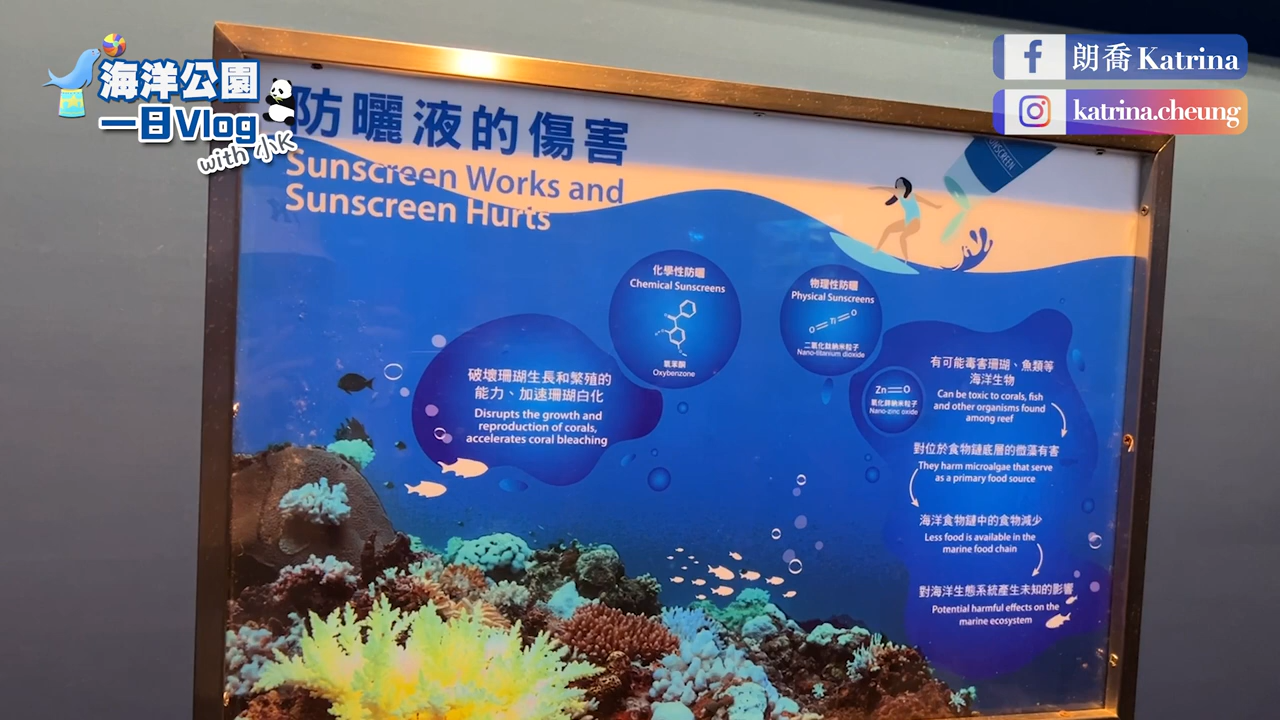 海洋公園
一日Vlog
with 小K
朗喬 Katrina
katrina.cheung
防曬液的傷害
Sunscreen Works and
Sunscreen Hurts
SUNSCREEN
化學性防曬
Chemical Sunscreens
氧苯酮
Oxybenzone
物理性防曬
Physical Sunscreens
O=Ti=O
二氧化鈦納米粒子
Nano-titanium dioxide
破壞珊瑚生長和繁殖的
能力、加速珊瑚白化
Disrupts the growth and
reproduction of corals,
accelerates coral bleaching
Zn=O
氧化鋅納米粒子
Nano-zinc oxide
有可能毒害珊瑚、魚類等
海洋生物
Can be toxic to corals, fish
and other organisms found
among reef
對位於食物鏈底層的微藻有害
They harm microalgae that serve
as a primary food source
海洋食物鏈中的食物減少
Less food is available in the
marine food chain
對海洋生態系統產生未知的影響
Potential harmful effects on the
marine ecosystem